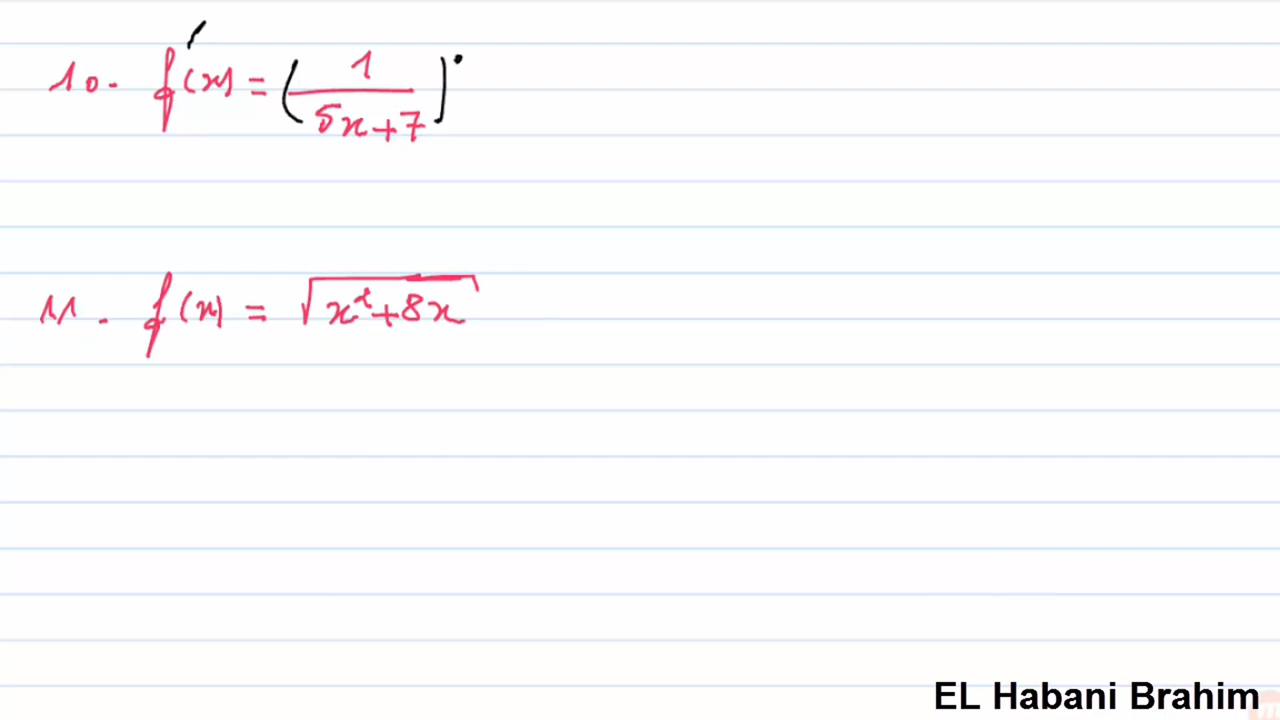 10. f'(x) = (1/(5x+7))'
11. f(x) = √(x²+8x)
EL Habani Brahim